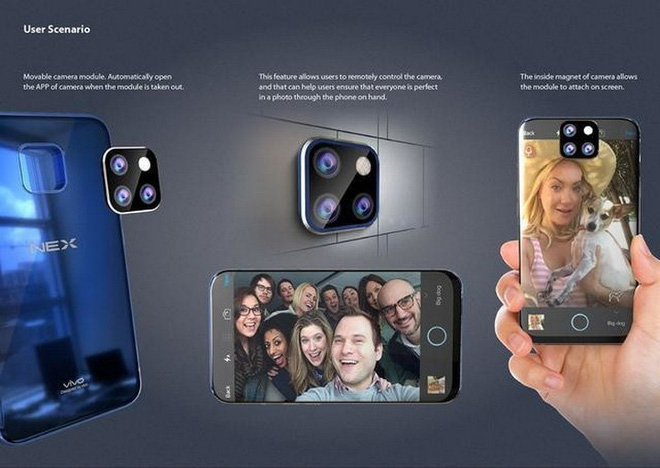 User Scenario
Movable camera module. Automatically open
the APP of camera when the module is taken out.
This feature allows users to remotely control the camera,
and that can help users ensure that everyone is perfect
in a photo through the phone on hand.
The inside magnet of camera allows
the module to attach on screen.
NEX
vivo
Back
Back
Big ring